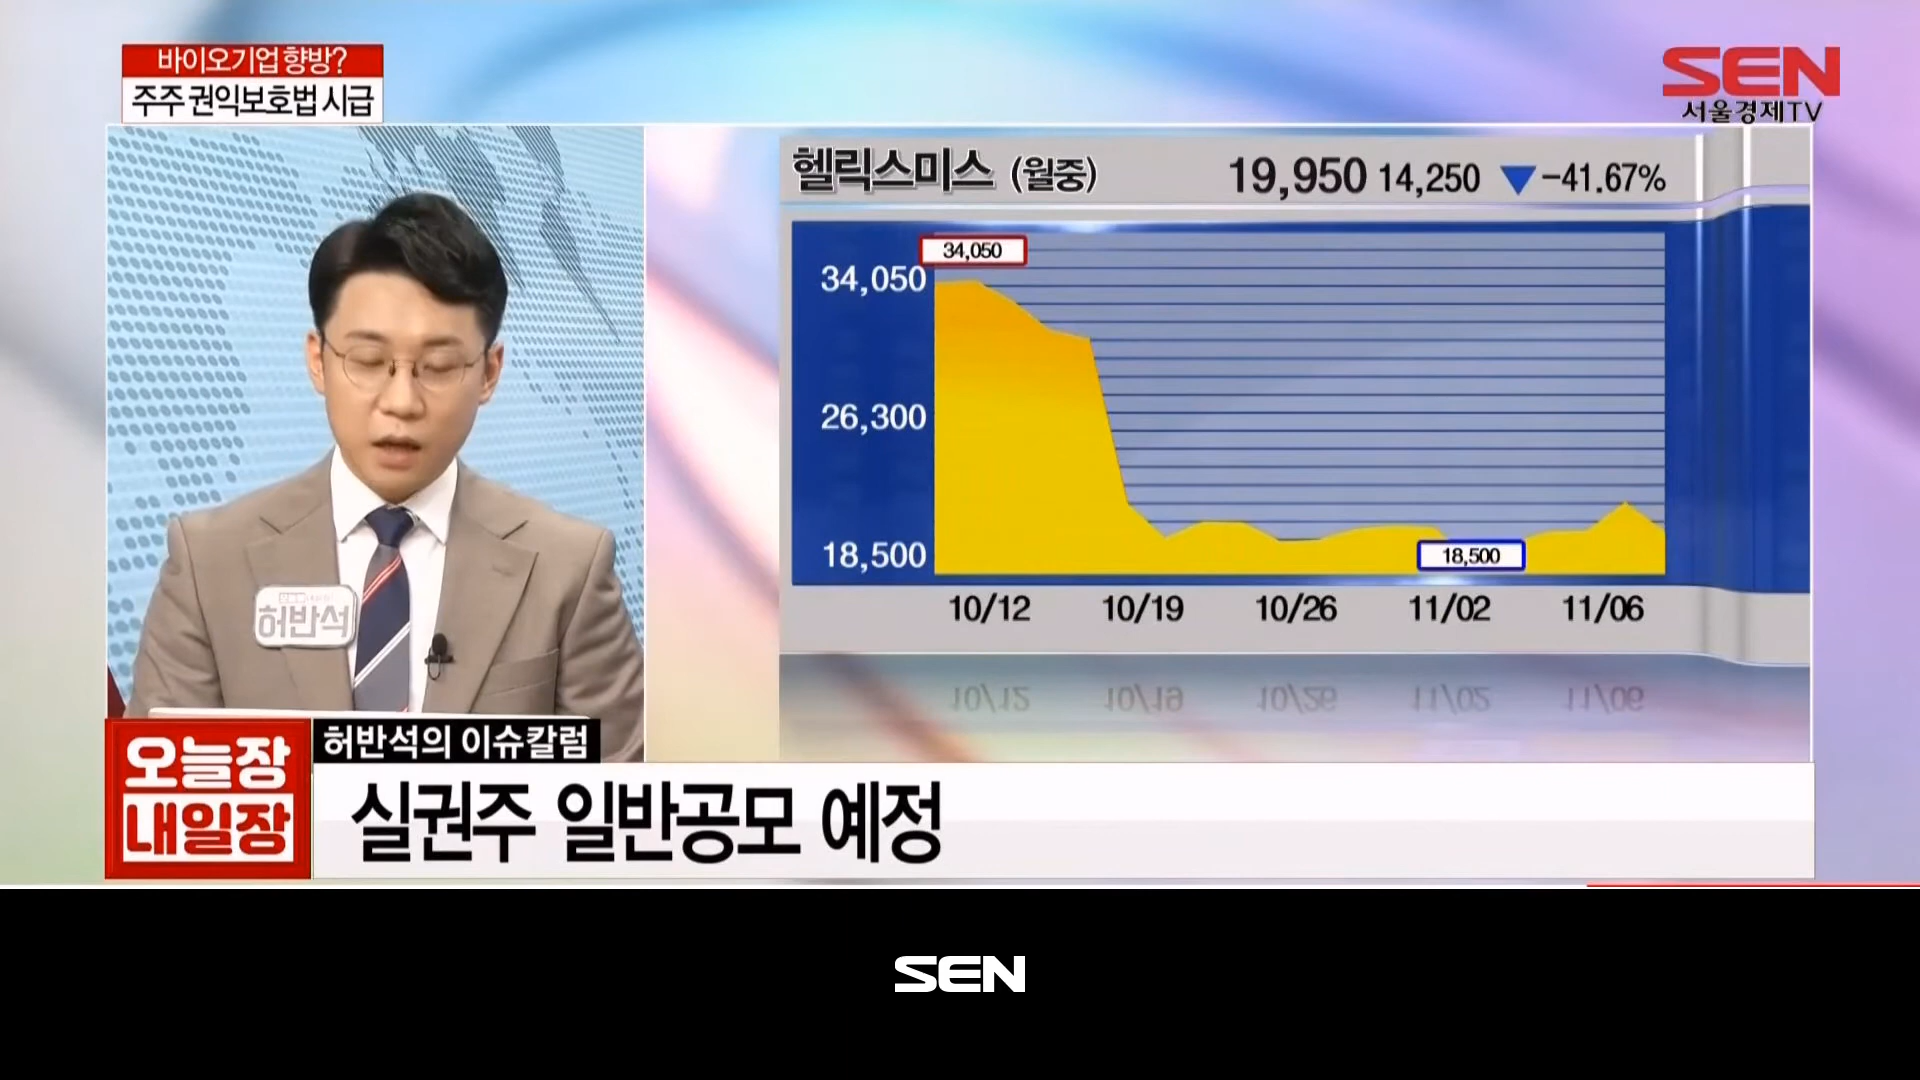 바이오기업 향방?
주주 권익보호법 시급
SEN
서울경제TV
헬릭스미스 (월중) 19,950 14,250 ▼-41.67%
34,050
34,050
26,300
18,500
18,500
10/12 10/19 10/26 11/02 11/06
허반석
오늘장
내일장
허반석의 이슈칼럼
실권주 일반공모 예정
SEN